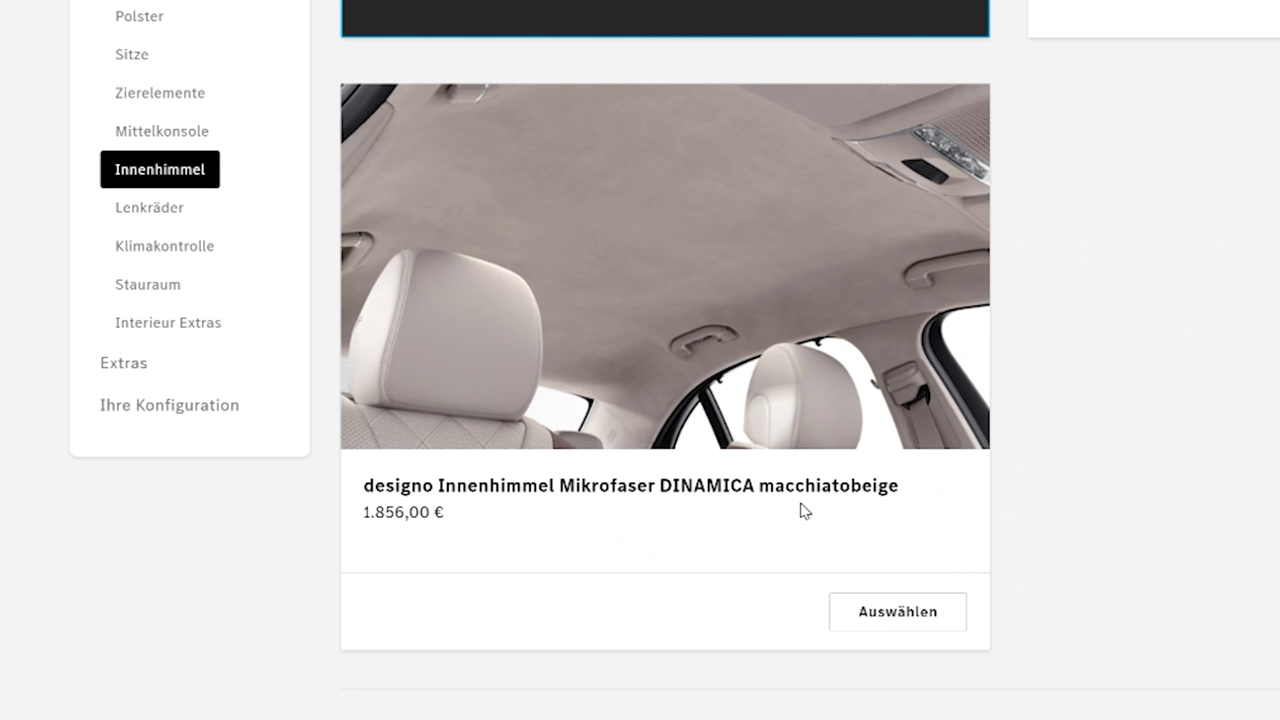 Polster
Sitze
Zierelemente
Mittelkonsole
Innenhimmel
Lenkräder
Klimakontrolle
Stauraum
Interieur Extras
Extras
Ihre Konfiguration
designo Innenhimmel Mikrofaser DINAMICA macchiatobeige
1.856,00 €
Auswählen